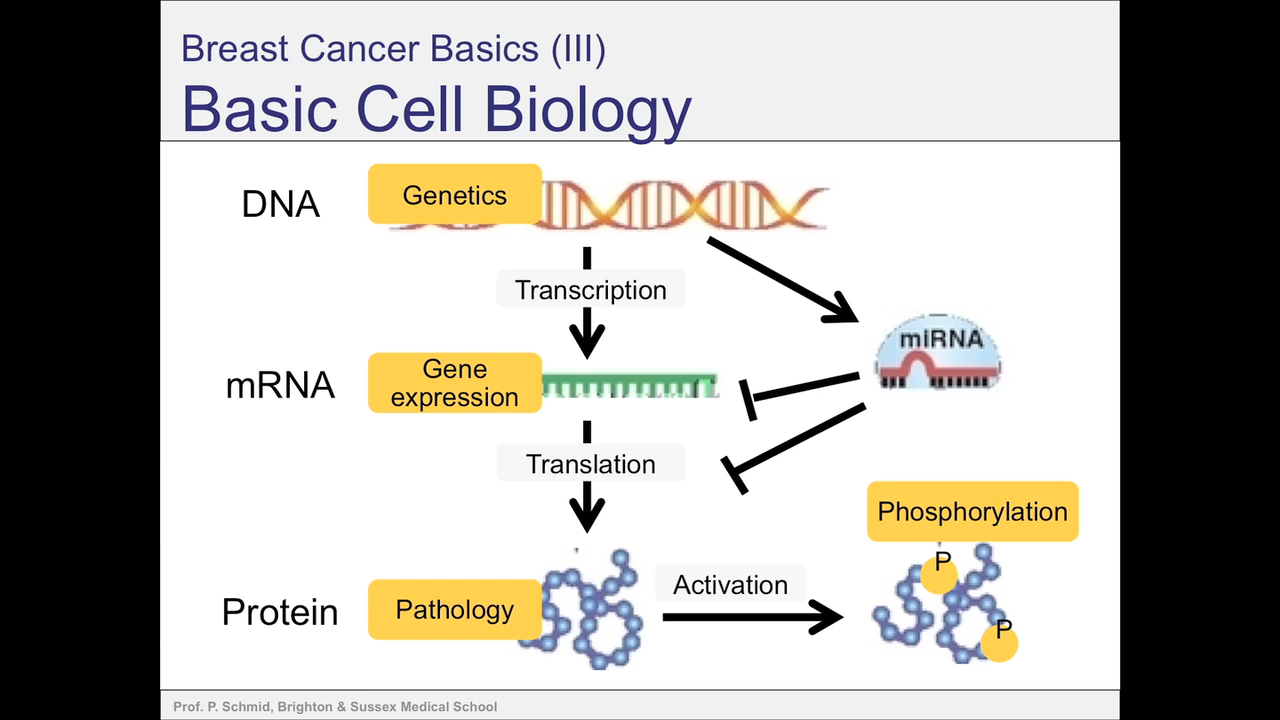 Breast Cancer Basics (III)
Basic Cell Biology
DNA
Genetics
Transcription
miRNA
mRNA
Gene
expression
Translation
Phosphorylation
P
Protein
Pathology
Activation
P
Prof. P. Schmid, Brighton & Sussex Medical School